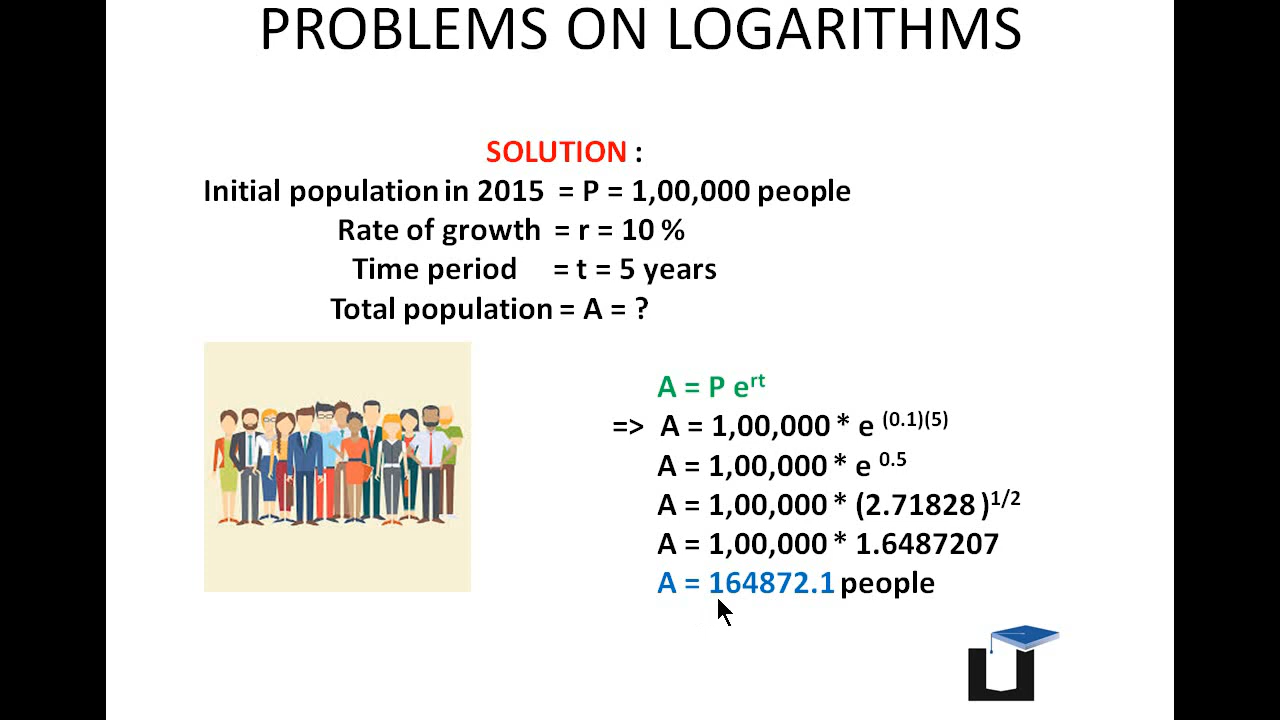 PROBLEMS ON LOGARITHMS
SOLUTION :
Initial population in 2015 = P = 1,00,000 people
Rate of growth = r = 10 %
Time period = t = 5 years
Total population = A = ?
A = P e^rt
=> A = 1,00,000 * e ^(0.1)(5)
A = 1,00,000 * e ^0.5
A = 1,00,000 * (2.71828 )^1/2
A = 1,00,000 * 1.6487207
A = 164872.1 people